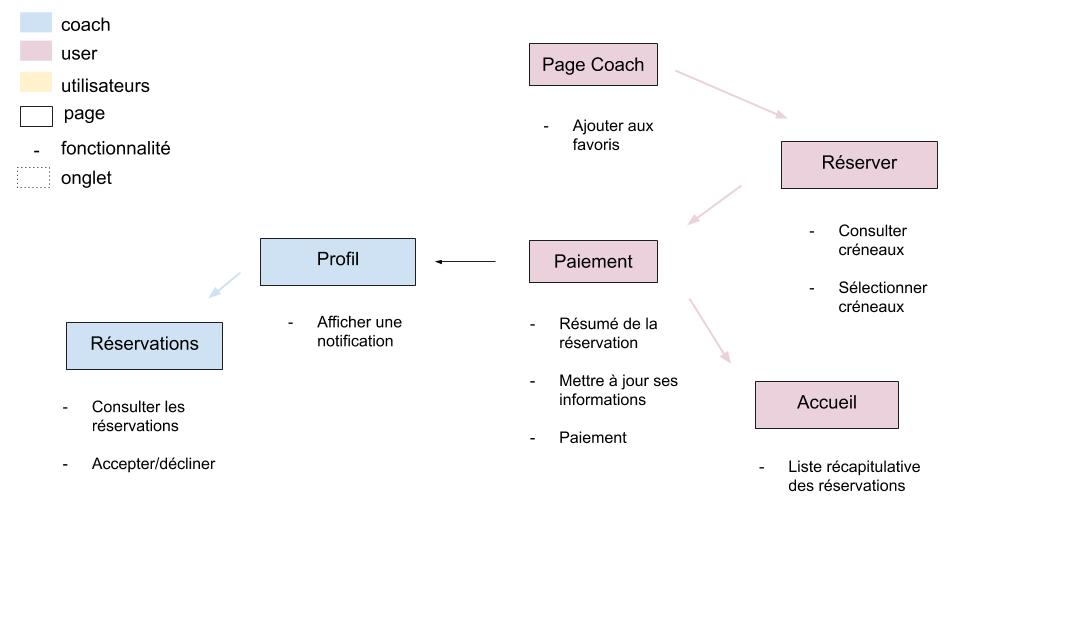 coach
user
utilisateurs
page
- fonctionnalité
onglet
Page Coach
- Ajouter aux
favoris
Réserver
- Consulter
créneaux
- Sélectionner
créneaux
Profil
- Afficher une
notification
Paiement
- Résumé de la
réservation
- Mettre à jour ses
informations
- Paiement
Réservations
- Consulter les
réservations
- Accepter/décliner
Accueil
- Liste récapitulative
des réservations